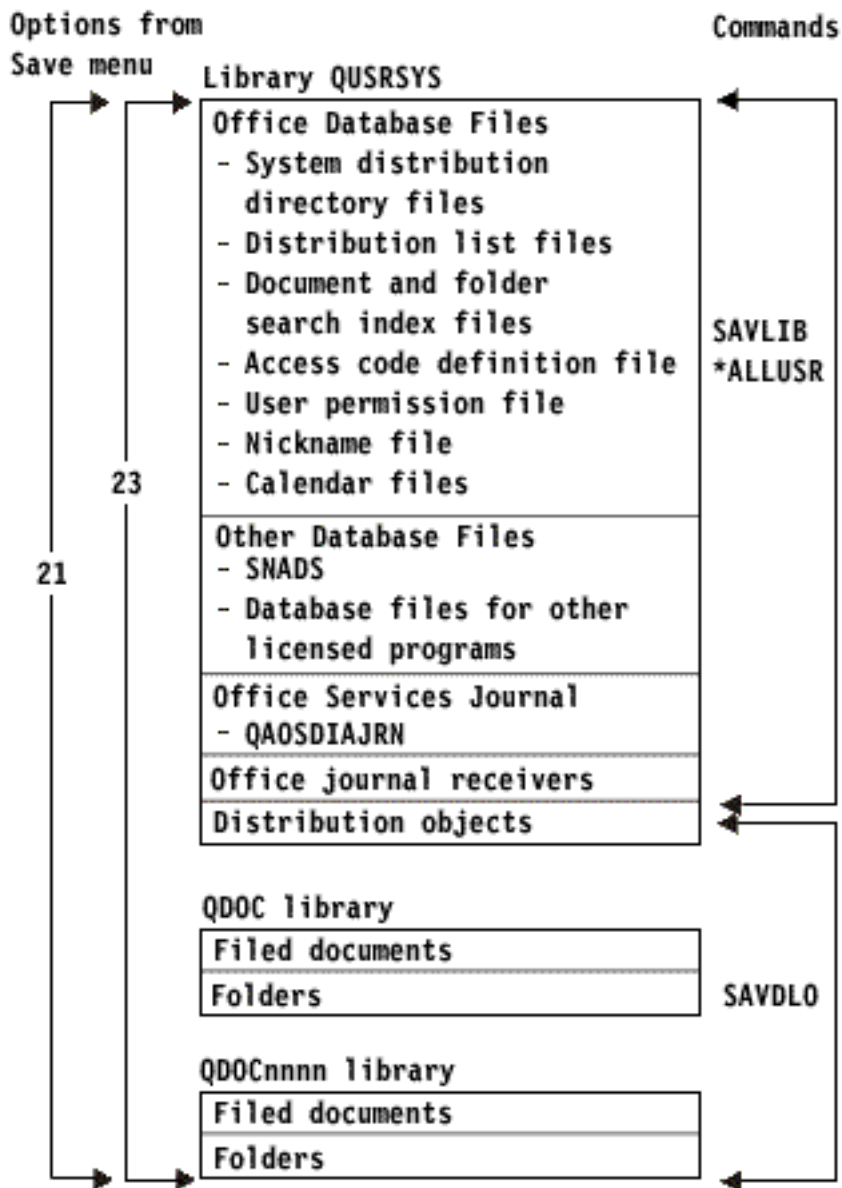 Options from
Save menu
Commands
Library QUSRSYS
Office Database Files
- System distribution
directory files
- Distribution list files
- Document and folder
search index files
- Access code definition file
- User permission file
- Nickname file
- Calendar files
SAVLIB
*ALLUSR
23
21
Other Database Files
- SNADS
- Database files for other
licensed programs
Office Services Journal
- QAOSDIAJRN
Office journal receivers
Distribution objects
QDOC library
Filed documents
Folders
SAVDLO
QDOCnnnn library
Filed documents
Folders